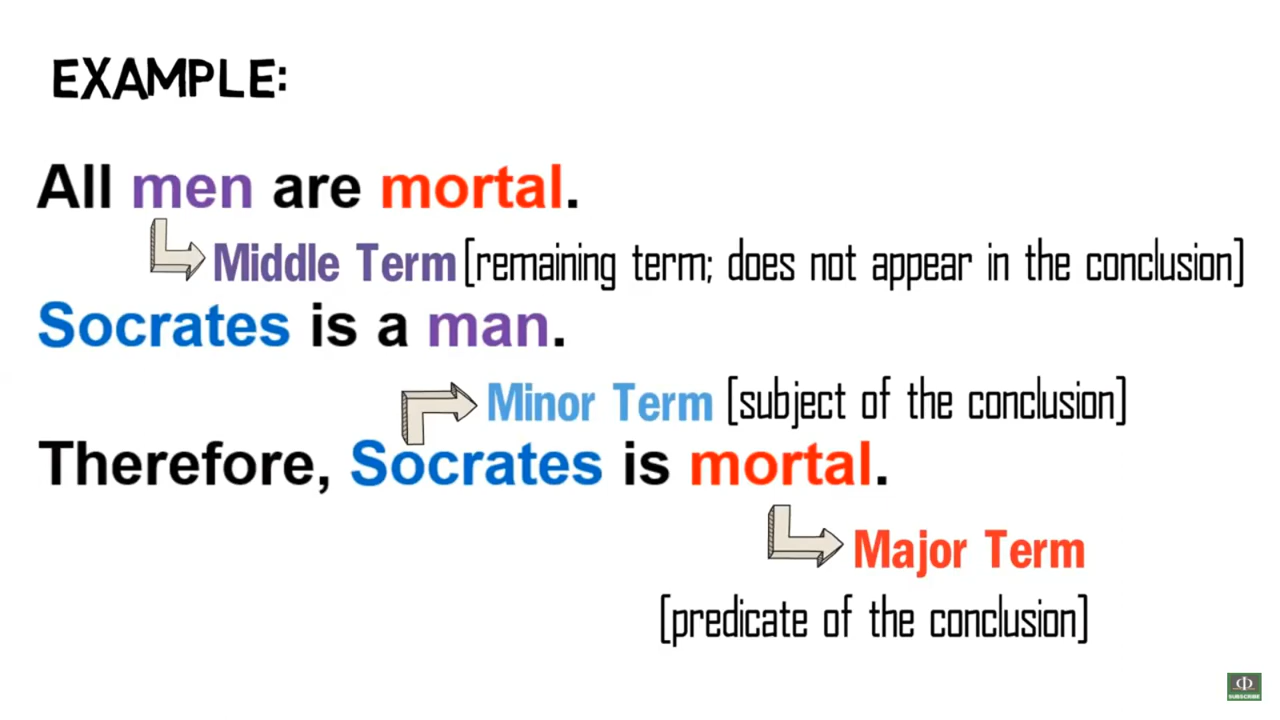 EXAMPLE:
All men are mortal.
Middle Term [remaining term; does not appear in the conclusion]
Socrates is a man.
Minor Term [subject of the conclusion]
Therefore, Socrates is mortal.
Major Term
[predicate of the conclusion]
SUBSCRIBE